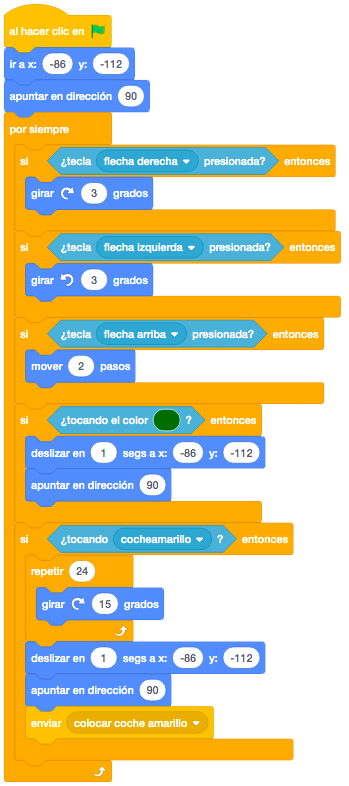 al hacer clic en
ir a x: -86 y: -112
apuntar en dirección 90
por siempre
si ¿tecla flecha derecha presionada? entonces
girar 3 grados
si ¿tecla flecha izquierda presionada? entonces
girar 3 grados
si ¿tecla flecha arriba presionada? entonces
mover 2 pasos
si ¿tocando el color ? entonces
deslizar en 1 segs a x: -86 y: -112
apuntar en dirección 90
si ¿tocando cocheamarillo ? entonces
repetir 24
girar 15 grados
deslizar en 1 segs a x: -86 y: -112
apuntar en dirección 90
enviar colocar coche amarillo